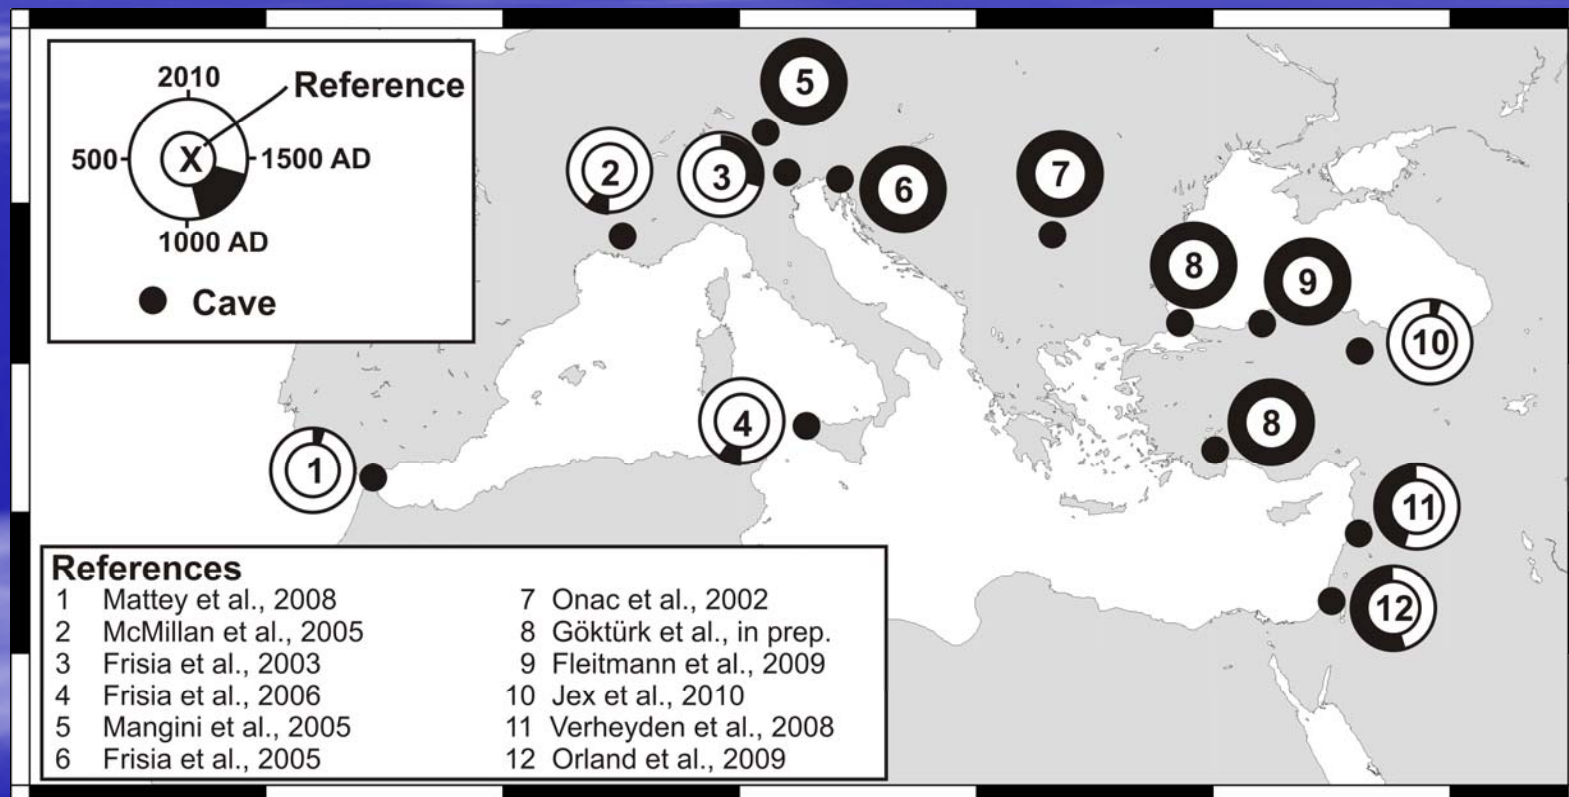 2010
Reference
500
X
1500 AD
1000 AD
Cave
5
2
3
6
7
8
9
10
4
8
1
11
12
References
1 Mattey et al., 2008
2 McMillan et al., 2005
3 Frisia et al., 2003
4 Frisia et al., 2006
5 Mangini et al., 2005
6 Frisia et al., 2005
7 Onac et al., 2002
8 Göktürk et al., in prep.
9 Fleitmann et al., 2009
10 Jex et al., 2010
11 Verheyden et al., 2008
12 Orland et al., 2009